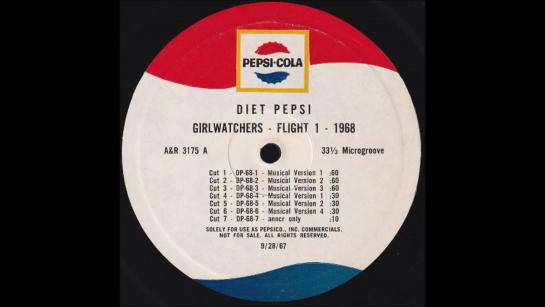 PEPSI-COLA
DIET PEPSI
GIRLWATCHERS - FLIGHT 1 - 1968
A&R 3175 A 33⅓ Microgroove
Cut 1 - DP-68-1 - Musical Version 1 :60
Cut 2 - DP-68-2 - Musical Version 2 :60
Cut 3 - DP-68-3 - Musical Version 3 :60
Cut 4 - DP-68-4 - Musical Version 1 :30
Cut 5 - DP-68-5 - Musical Version 2 :30
Cut 6 - DP-68-6 - Musical Version 4 :30
Cut 7 - DP-68-7 - anncr only :10
SOLELY FOR USE AS PEPSICO., INC. COMMERCIALS.
NOT FOR SALE. ALL RIGHTS RESERVED.
9/28/67